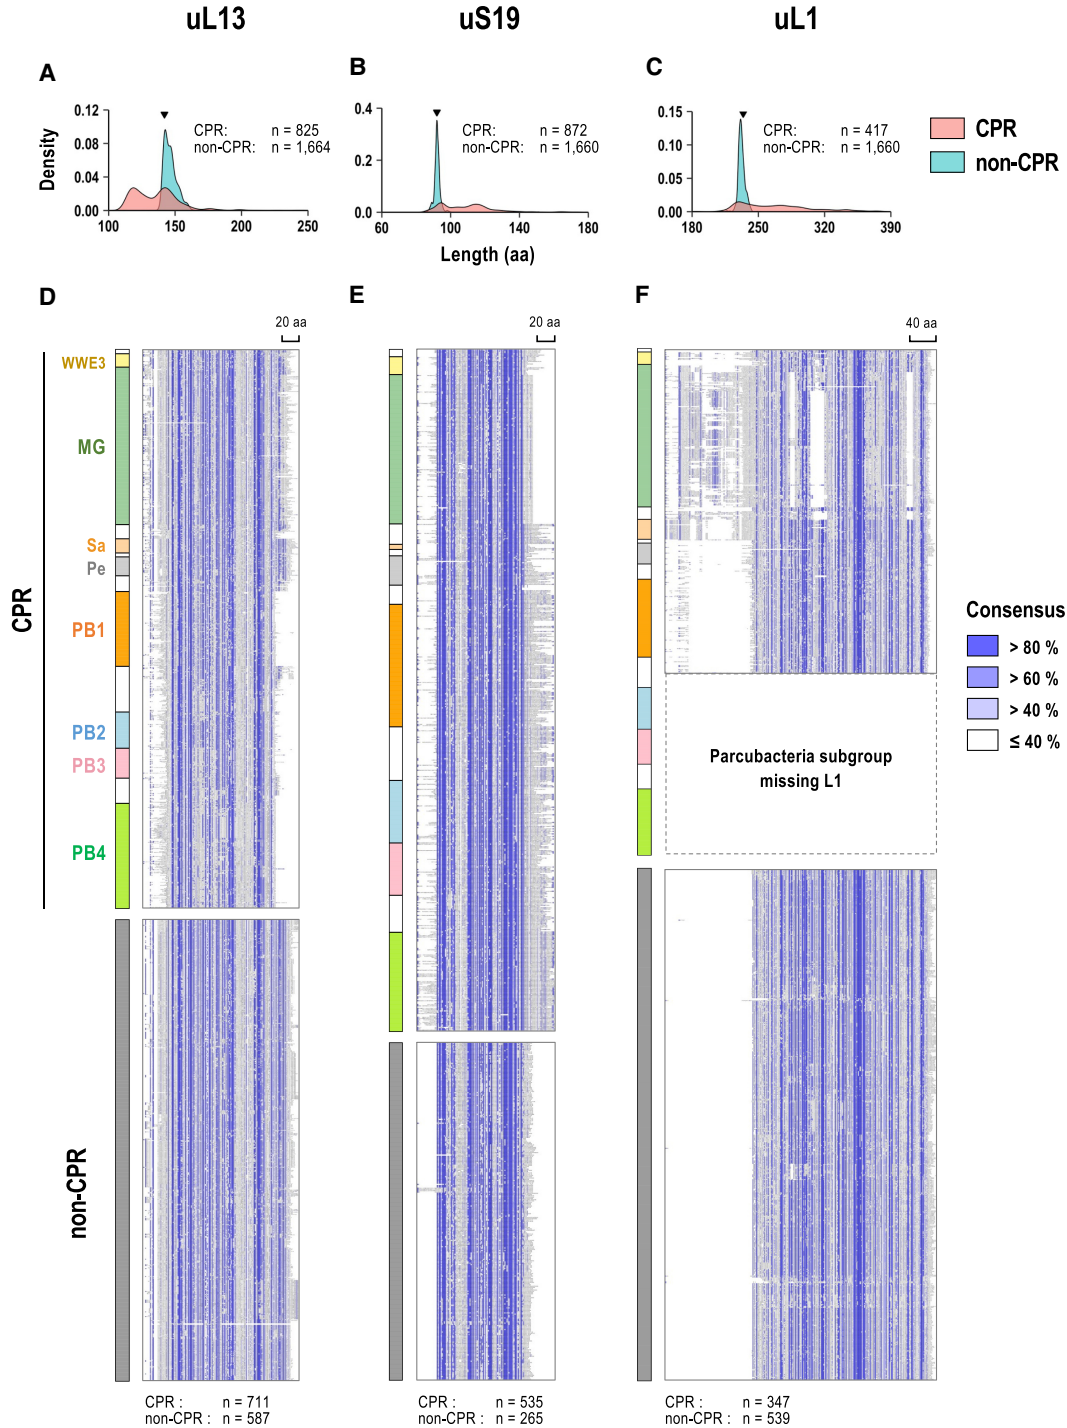 uL13
uS19
uL1
A
B
C
0.12
0.08
0.04
0.00
Density
CPR: n = 825
non-CPR: n = 1,664
100 150 200 250
0.4
0.2
0.0
CPR: n = 872
non-CPR: n = 1,660
60 100 140 180
Length (aa)
0.15
0.10
0.05
0.00
CPR: n = 417
non-CPR: n = 1,660
180 250 320 390
CPR
non-CPR
D
E
F
20 aa
20 aa
40 aa
CPR
WWE3
MG
Sa
Pe
PB1
PB2
PB3
PB4
non-CPR
Parcubacteria subgroup
missing L1
Consensus
> 80 %
> 60 %
> 40 %
≤ 40 %
CPR : n = 711
non-CPR : n = 587
CPR : n = 535
non-CPR : n = 265
CPR : n = 347
non-CPR : n = 539